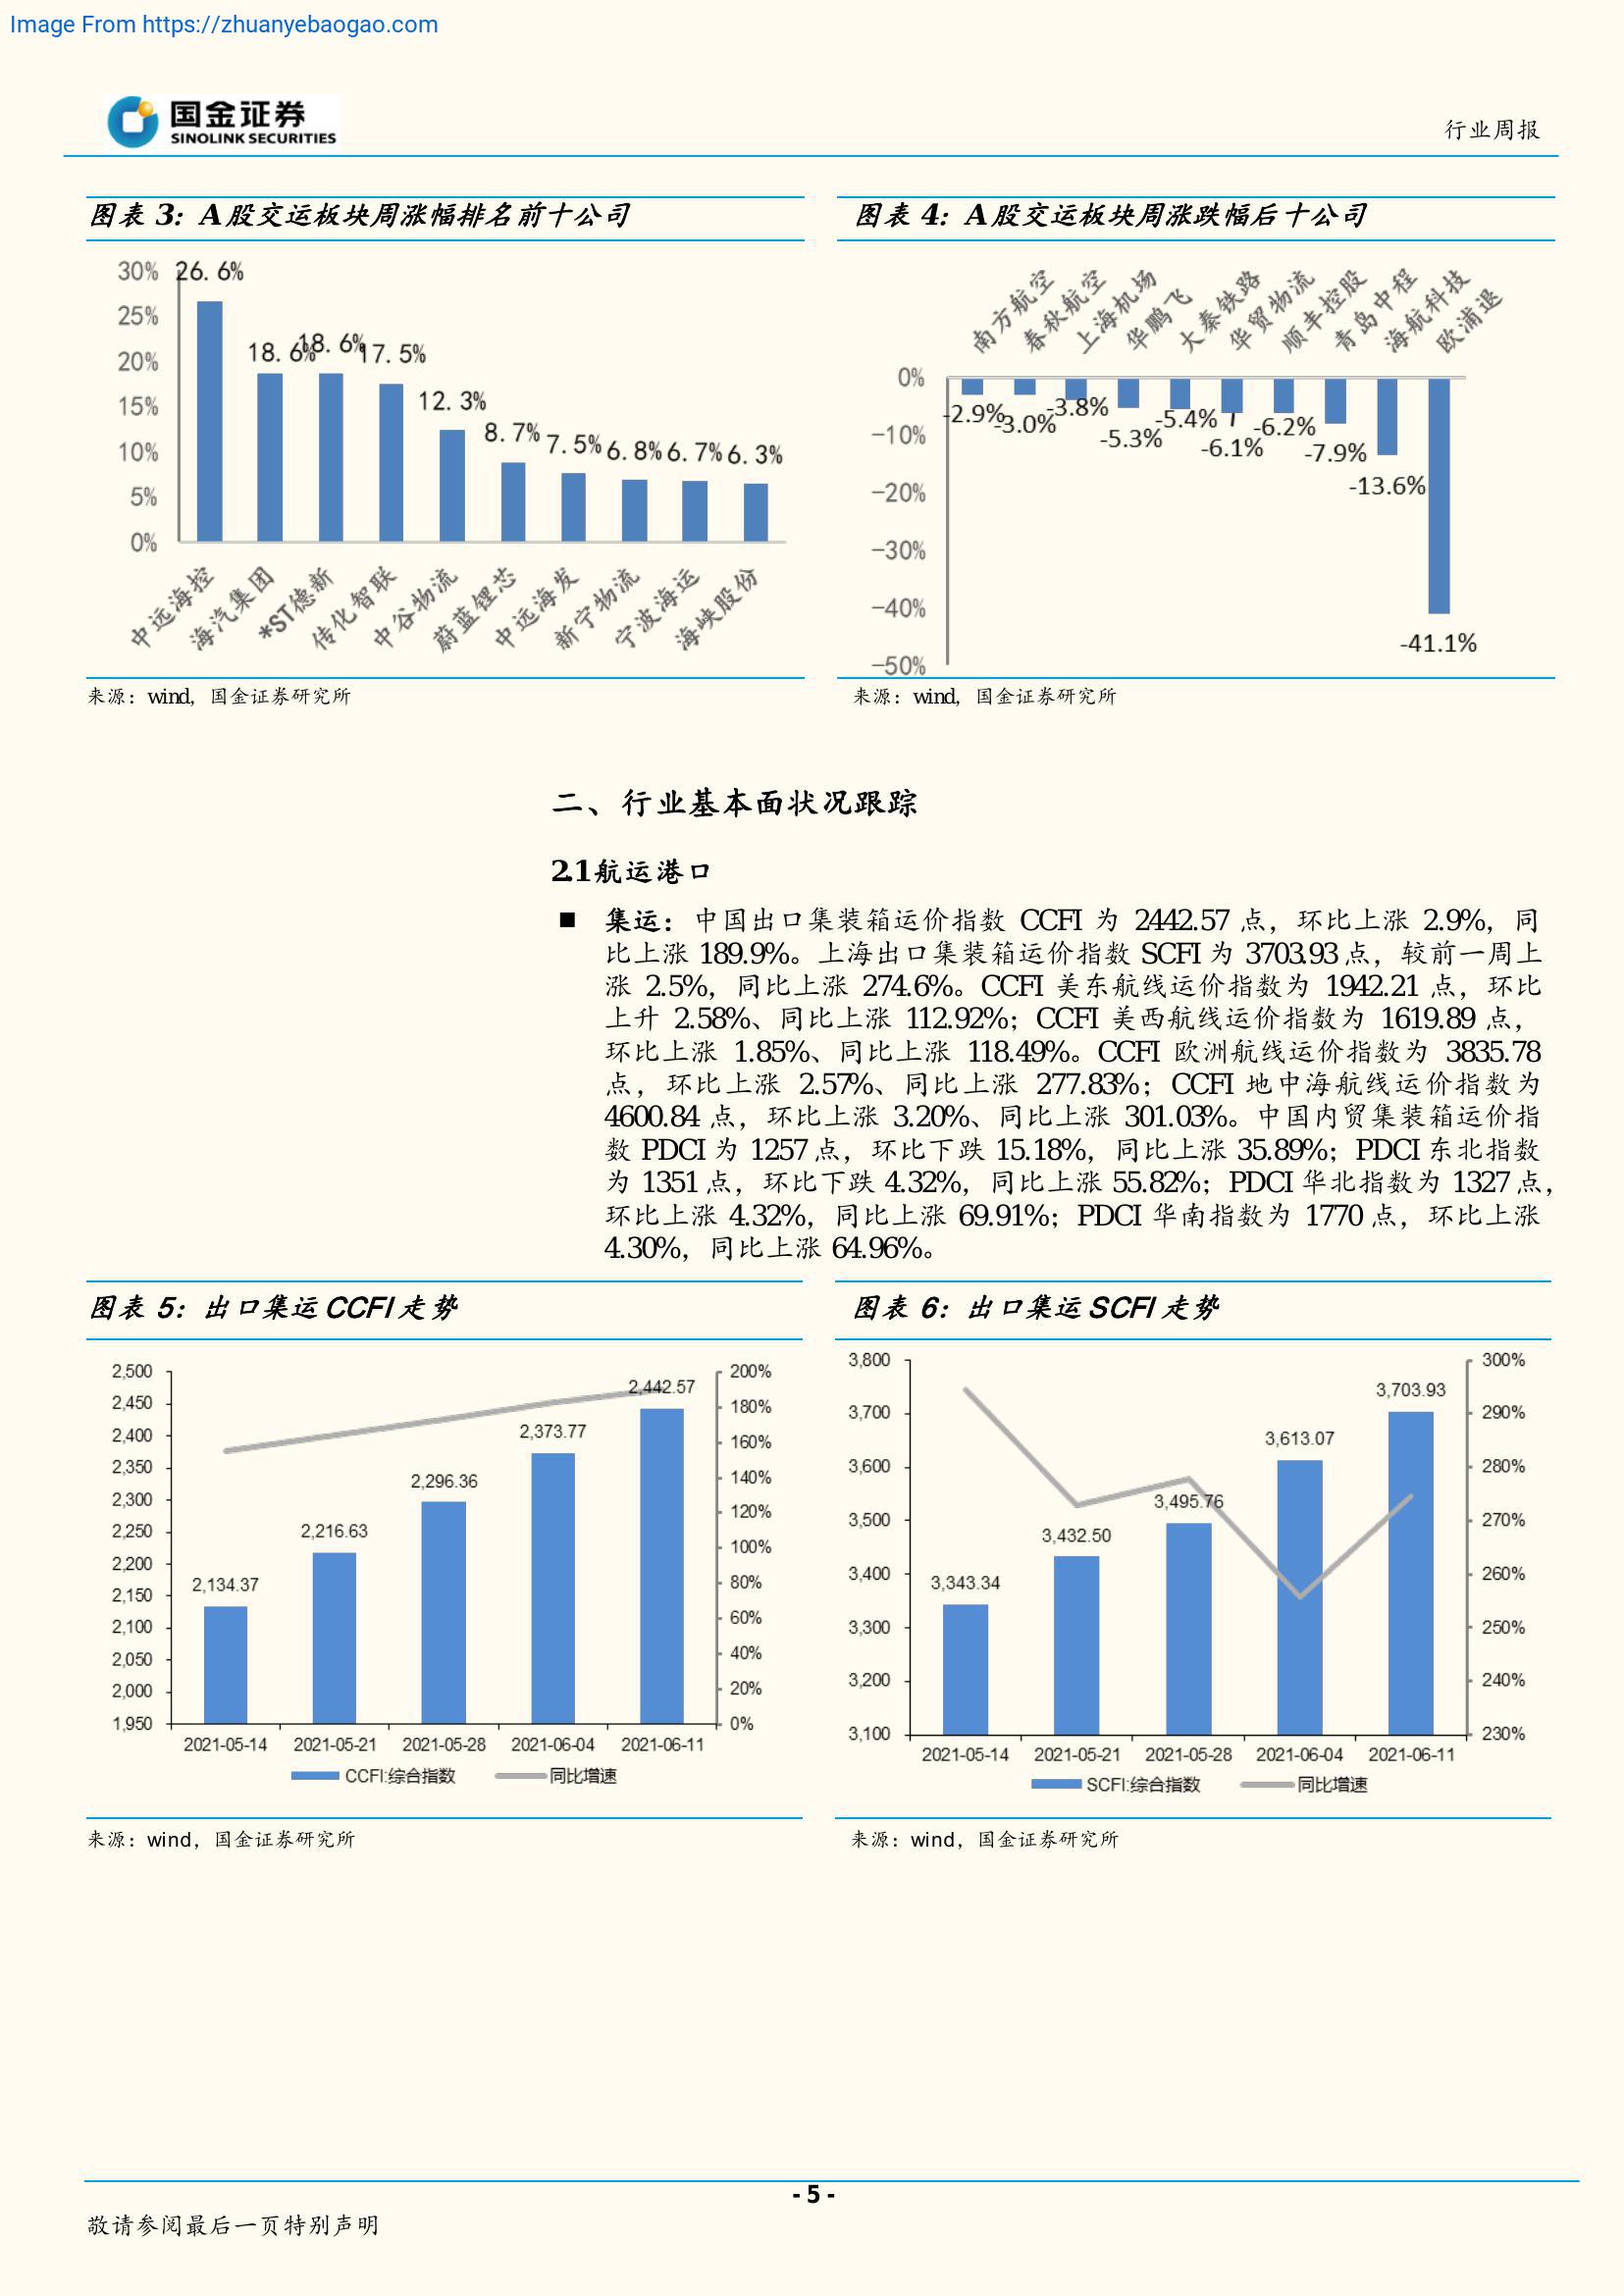 Image From https://zhuanyebaogao.com
国金证券
SINOLINK SECURITIES
行业周报
图表 3：A股交运板块周涨幅排名前十公司
30%
25%
20%
15%
10%
5%
0%
26.6%
18.6%
18.6%
17.5%
12.3%
8.7%
7.5%
6.8%
6.7%
6.3%
中远海控
海汽集团
*ST德新
传化智联
中谷物流
蔚蓝锂芯
中远海发
新宁物流
宁波海运
海峡股份
来源：wind，国金证券研究所
图表 4：A股交运板块周涨跌幅后十公司
南方航空
春秋航空
上海机场
华鹏飞
大秦铁路
华贸物流
顺丰控股
青岛中程
海航科技
欧浦退
0%
-10%
-20%
-30%
-40%
-50%
-2.9%
-3.0%
-3.8%
-5.3%
-5.4%
-6.1%
-6.2%
-7.9%
-13.6%
-41.1%
来源：wind，国金证券研究所
二、行业基本面状况跟踪
2.1航运港口
■ 集运：中国出口集装箱运价指数 CCFI 为 2442.57 点，环比上涨 2.9%，同
比上涨 189.9%。上海出口集装箱运价指数 SCFI 为 3703.93 点，较前一周上
涨 2.5%，同比上涨 274.6%。CCFI 美东航线运价指数为 1942.21 点，环比
上升 2.58%、同比上涨 112.92%；CCFI 美西航线运价指数为 1619.89 点，
环比上涨 1.85%、同比上涨 118.49%。CCFI 欧洲航线运价指数为 3835.78
点，环比上涨 2.57%、同比上涨 277.83%；CCFI 地中海航线运价指数为
4600.84 点，环比上涨 3.20%、同比上涨 301.03%。中国内贸集装箱运价指
数 PDCI 为 1257 点，环比下跌 15.18%，同比上涨 35.89%；PDCI 东北指数
为 1351 点，环比下跌 4.32%，同比上涨 55.82%；PDCI 华北指数为 1327 点，
环比上涨 4.32%，同比上涨 69.91%；PDCI 华南指数为 1770 点，环比上涨
4.30%，同比上涨 64.96%。
图表 5：出口集运 CCFI 走势
2,500
2,450
2,400
2,350
2,300
2,250
2,200
2,150
2,100
2,050
2,000
1,950
2,134.37
2,216.63
2,296.36
2,373.77
2,442.57
200%
180%
160%
140%
120%
100%
80%
60%
40%
20%
0%
2021-05-14 2021-05-21 2021-05-28 2021-06-04 2021-06-11
CCFI:综合指数 同比增速
来源：wind，国金证券研究所
图表 6：出口集运 SCFI 走势
3,800
3,700
3,600
3,500
3,400
3,300
3,200
3,100
3,343.34
3,432.50
3,495.76
3,613.07
3,703.93
300%
290%
280%
270%
260%
250%
240%
230%
2021-05-14 2021-05-21 2021-05-28 2021-06-04 2021-06-11
SCFI:综合指数 同比增速
来源：wind，国金证券研究所
- 5 -
敬请参阅最后一页特别声明